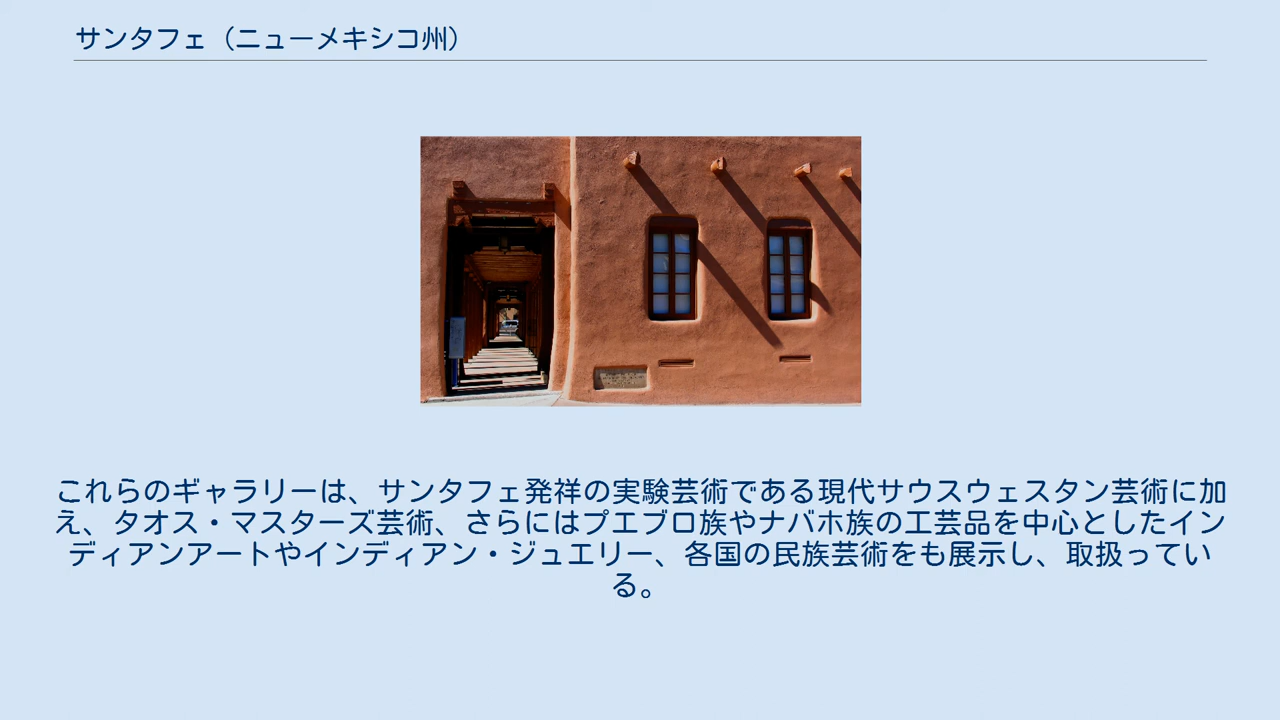 サンタフェ（ニューメキシコ州）
これらのギャラリーは、サンタフェ発祥の実験芸術である現代サウスウェスタン芸術に加
え、タオス・マスターズ芸術、さらにはプエブロ族やナバホ族の工芸品を中心としたイン
ディアンアートやインディアン・ジュエリー、各国の民族芸術をも展示し、取扱ってい
る。